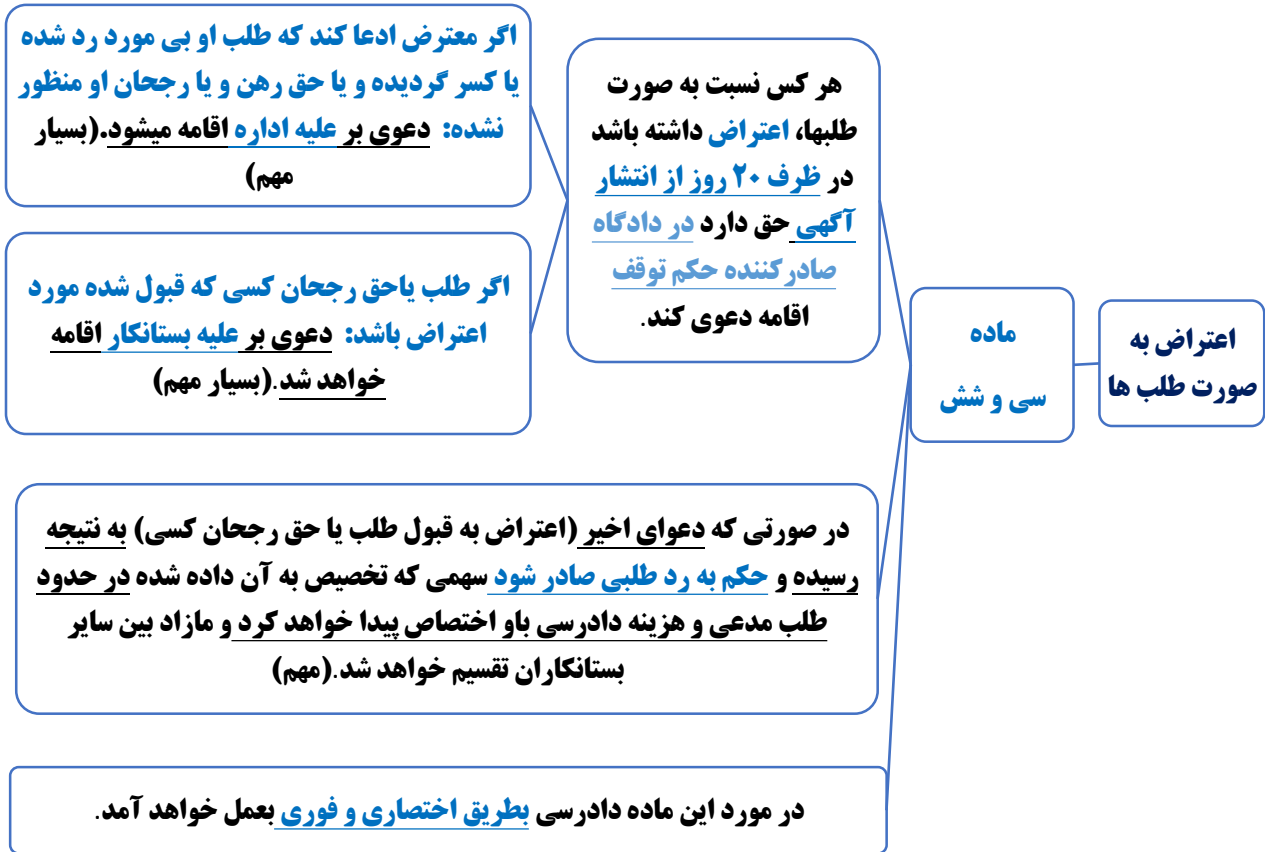 اعتراض به
صورت طلب ها
ماده
سی و شش
هر کس نسبت به صورت
طلبها، اعتراض داشته باشد
در ظرف ۲۰ روز از انتشار
آگهی حق دارد در دادگاه
صادرکننده حکم توقف
اقامه دعوی کند.
اگر معترض ادعا کند که طلب او بی مورد رد شده
یا کسر گردیده و یا حق رهن و یا رجحان او منظور
نشده: دعوی بر علیه اداره اقامه میشود.(بسیار
مهم)
اگر طلب یاحق رجحان کسی که قبول شده مورد
اعتراض باشد: دعوی بر علیه بستانکار اقامه
خواهد شد.(بسیار مهم)
در صورتی که دعوای اخیر (اعتراض به قبول طلب یا حق رجحان کسی) به نتیجه
رسیده و حکم به رد طلبی صادر شود سهمی که تخصیص به آن داده شده در حدود
طلب مدعی و هزینه دادرسی باو اختصاص پیدا خواهد کرد و مازاد بین سایر
بستانکاران تقسیم خواهد شد.(مهم)
در مورد این ماده دادرسی بطریق اختصاری و فوری بعمل خواهد آمد.